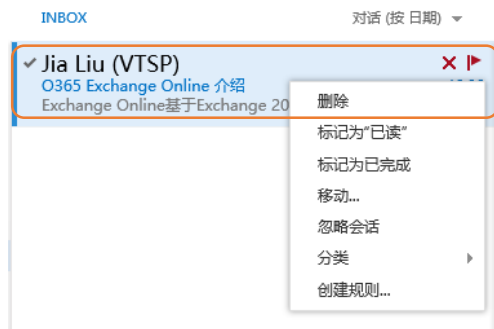 INBOX 对话 (按 日期)
Jia Liu (VTSP)
O365 Exchange Online 介绍
Exchange Online基于Exchange 20
删除
标记为"已读"
标记为已完成
移动...
忽略会话
分类
创建规则...